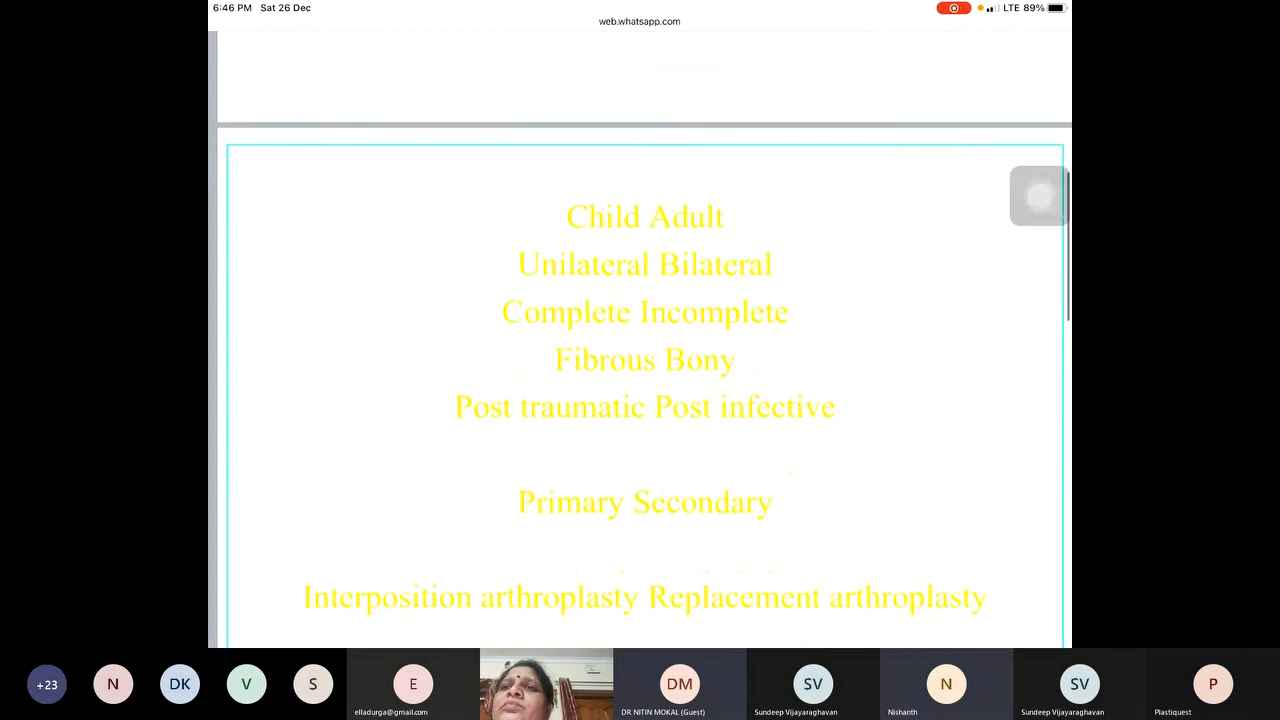 6:46 PM Sat 26 Dec
LTE 89%
web.whatsapp.com
Child Adult
Unilateral Bilateral
Complete Incomplete
Fibrous Bony
Post traumatic Post infective
Primary Secondary
Interposition arthroplasty Replacement arthroplasty
+23
N
DK
V
S
E
DM
SV
N
SV
P
elladurga@gmail.com
DR NITIN MOKAL (Guest)
Sundeep Vijayaraghavan
Nishanth
Sundeep Vijayaraghavan
Plastiquest